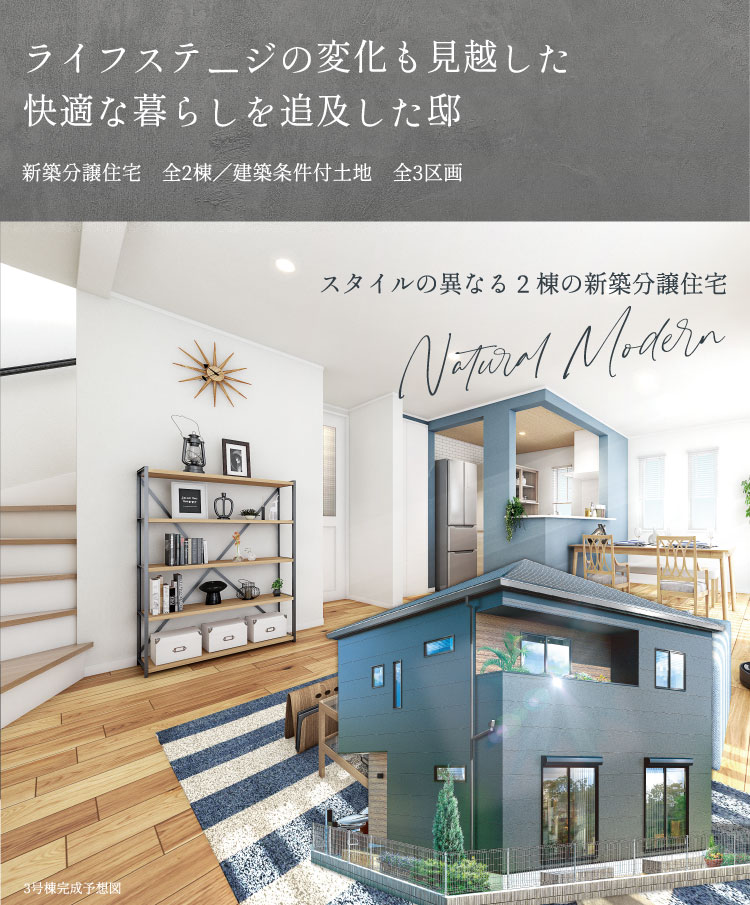 ライフステージの変化も見越した
快適な暮らしを追及した邸
新築分譲住宅　全2棟／建築条件付土地　全3区画
スタイルの異なる2棟の新築分譲住宅
Natural Modern
3号棟完成予想図